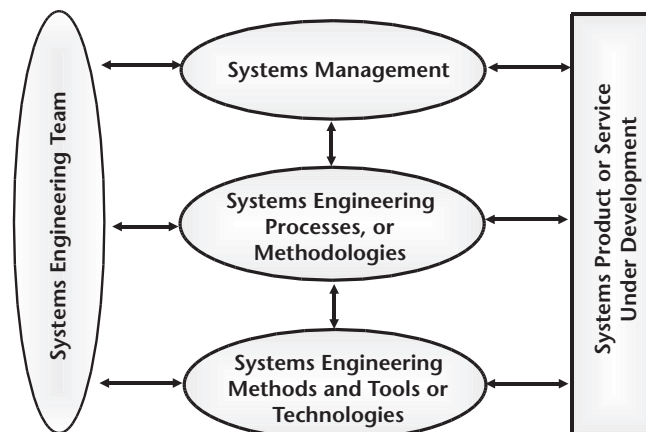 Systems Engineering Team
Systems Management
Systems Engineering
Processes, or
Methodologies
Systems Engineering
Methods and Tools or
Technologies
Systems Product or Service
Under Development